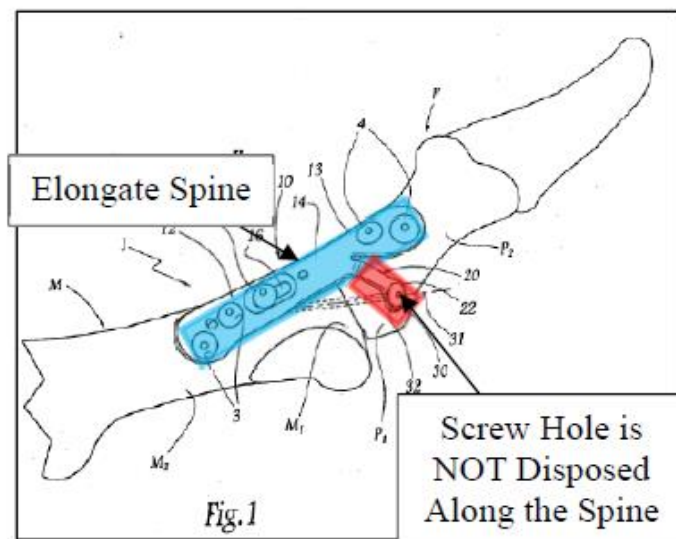 4
13
Elongate Spine
10
14
12
16
20
P₂
22
M
31
30
32
3
M₁
P₁
M₂
Screw Hole is
NOT Disposed
Along the Spine
Fig.1